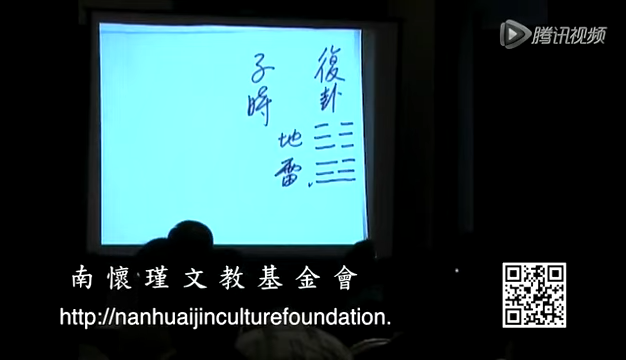 腾讯视频
復卦
子時
地
雷
南懷瑾文教基金會
http://nanhuaijinculturefoundation.